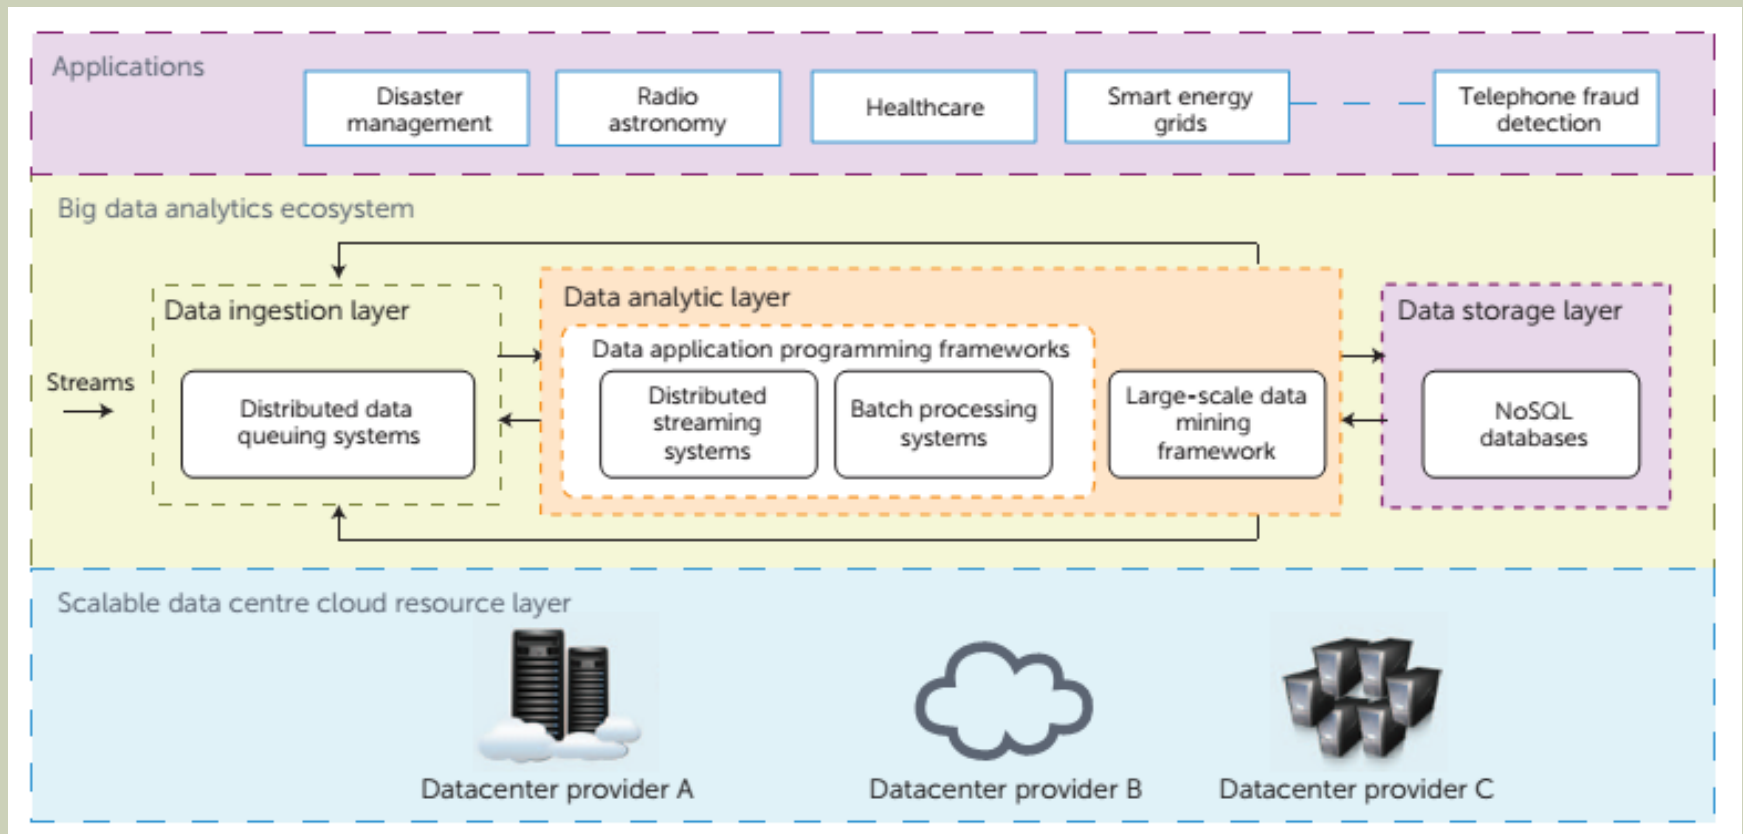 Applications
Disaster
management
Radio
astronomy
Healthcare
Smart energy
grids
Telephone fraud
detection
Big data analytics ecosystem
Streams
Data ingestion layer
Distributed data
queuing systems
Data analytic layer
Data application programming frameworks
Distributed
streaming
systems
Batch processing
systems
Large-scale data
mining
framework
Data storage layer
NoSQL
databases
Scalable data centre cloud resource layer
Datacenter provider A
Datacenter provider B
Datacenter provider C